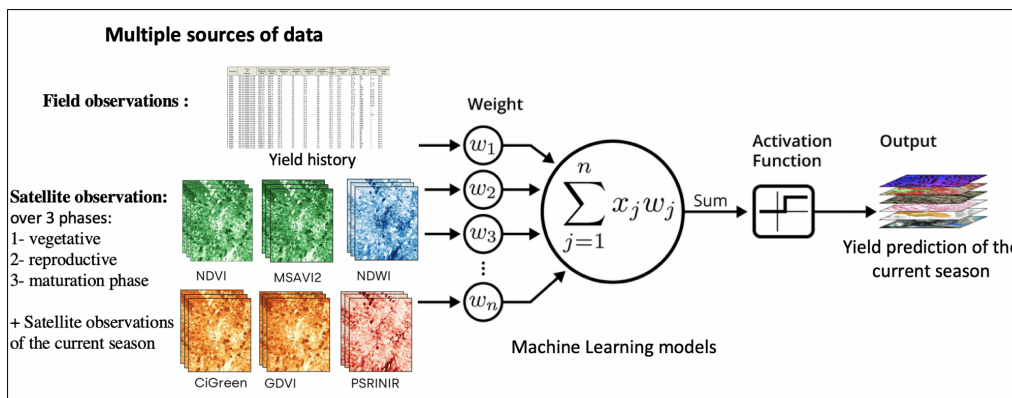 Multiple sources of data
Field observations :
Yield history
Satellite observation:
over 3 phases:
1- vegetative
2- reproductive
3- maturation phase
+ Satellite observations
of the current season
NDVI
MSAVI2
NDWI
CiGreen
GDVI
PSRINIR
Weight
w1
w2
w3
⋮
wn
n
∑ xjwj
j=1
Sum
Machine Learning models
Activation
Function
Output
Yield prediction of the
current season